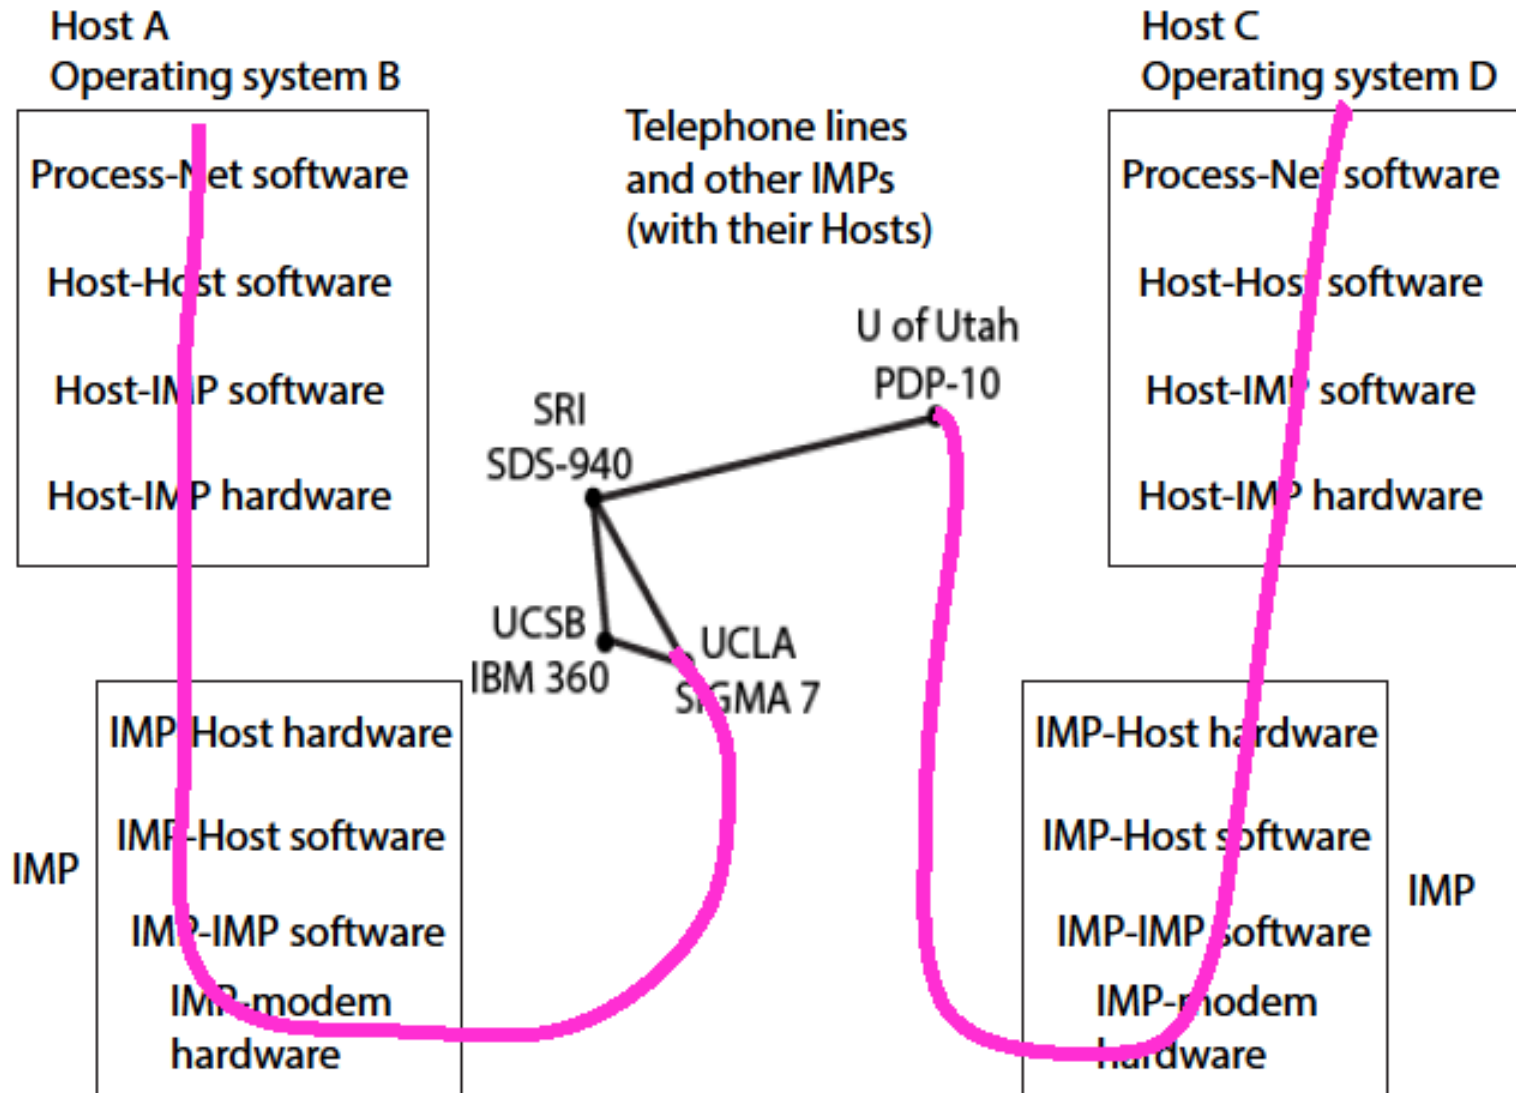 Host A
Operating system B
Process-Net software
Host-Host software
Host-IMP software
Host-IMP hardware
IMP
IMP-Host hardware
IMP-Host software
IMP-IMP software
IMP-modem
hardware
Telephone lines
and other IMPs
(with their Hosts)
U of Utah
PDP-10
SRI
SDS-940
UCSB
IBM 360
UCLA
SIGMA 7
Host C
Operating system D
Process-Net software
Host-Host software
Host-IMP software
Host-IMP hardware
IMP-Host hardware
IMP-Host software
IMP-IMP software
IMP-modem
hardware
IMP